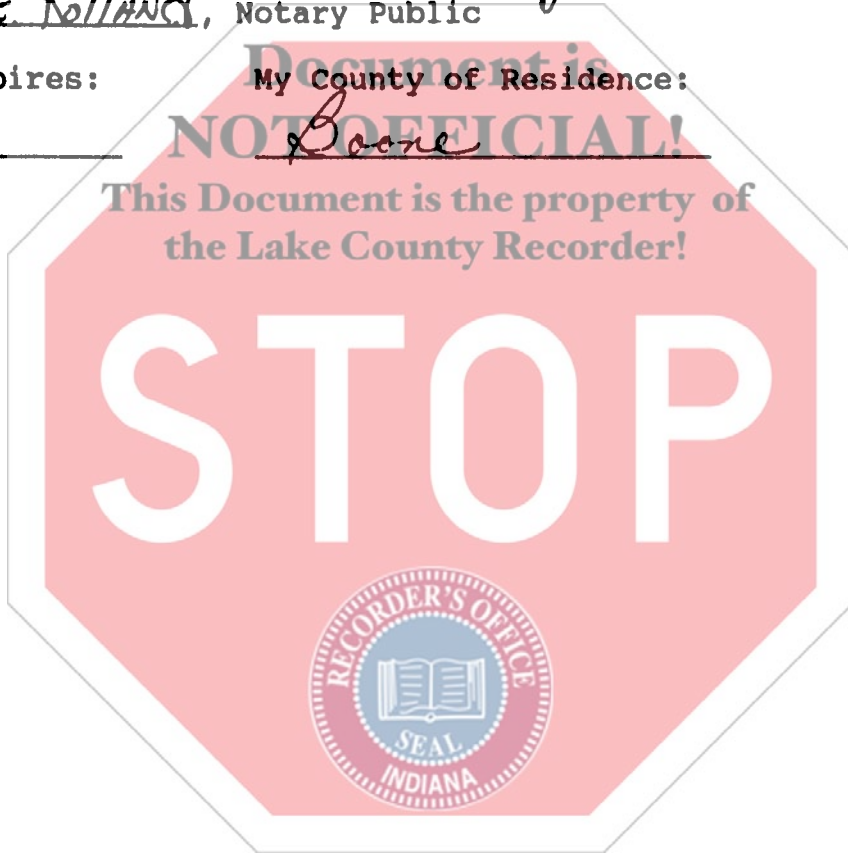 Notary Public
Document is
pires: My County of Residence:
NOT OFFICIAL!
Boone
This Document is the property of
the Lake County Recorder!
STOP
RECORDER'S OFFICE
SEAL
INDIANA